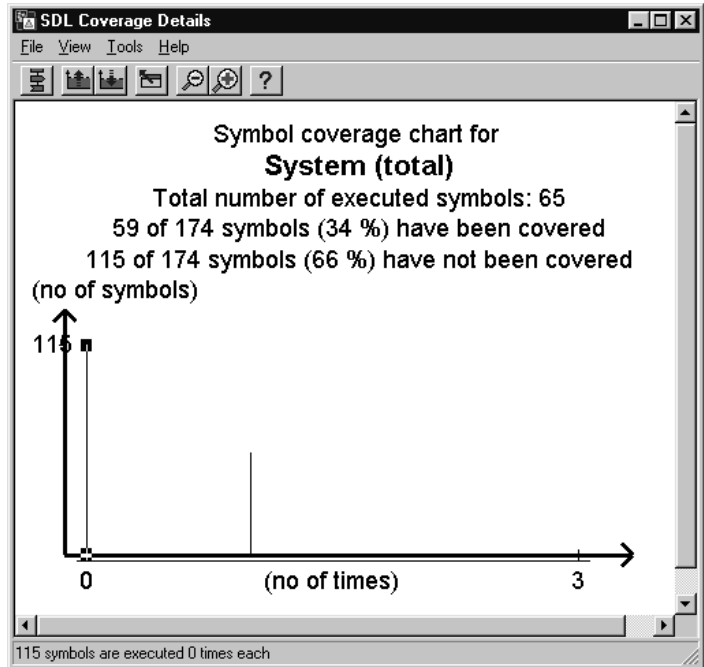 SDL Coverage Details
File View Tools Help
?
Symbol coverage chart for
System (total)
Total number of executed symbols: 65
59 of 174 symbols (34 %) have been covered
115 of 174 symbols (66 %) have not been covered
(no of symbols)
115
0 (no of times) 3
115 symbols are executed 0 times each